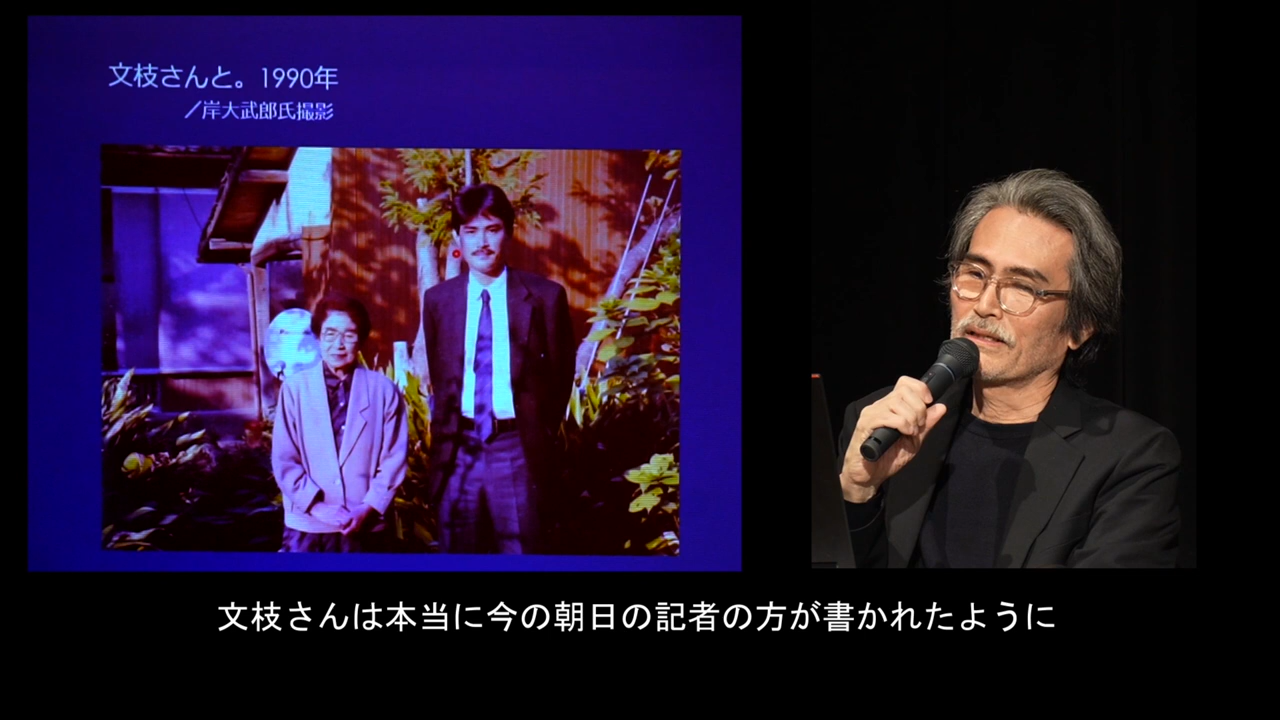 文枝さんと。1990年
／岸大武郎氏撮影
文枝さんは本当に今の朝日の記者の方が書かれたように